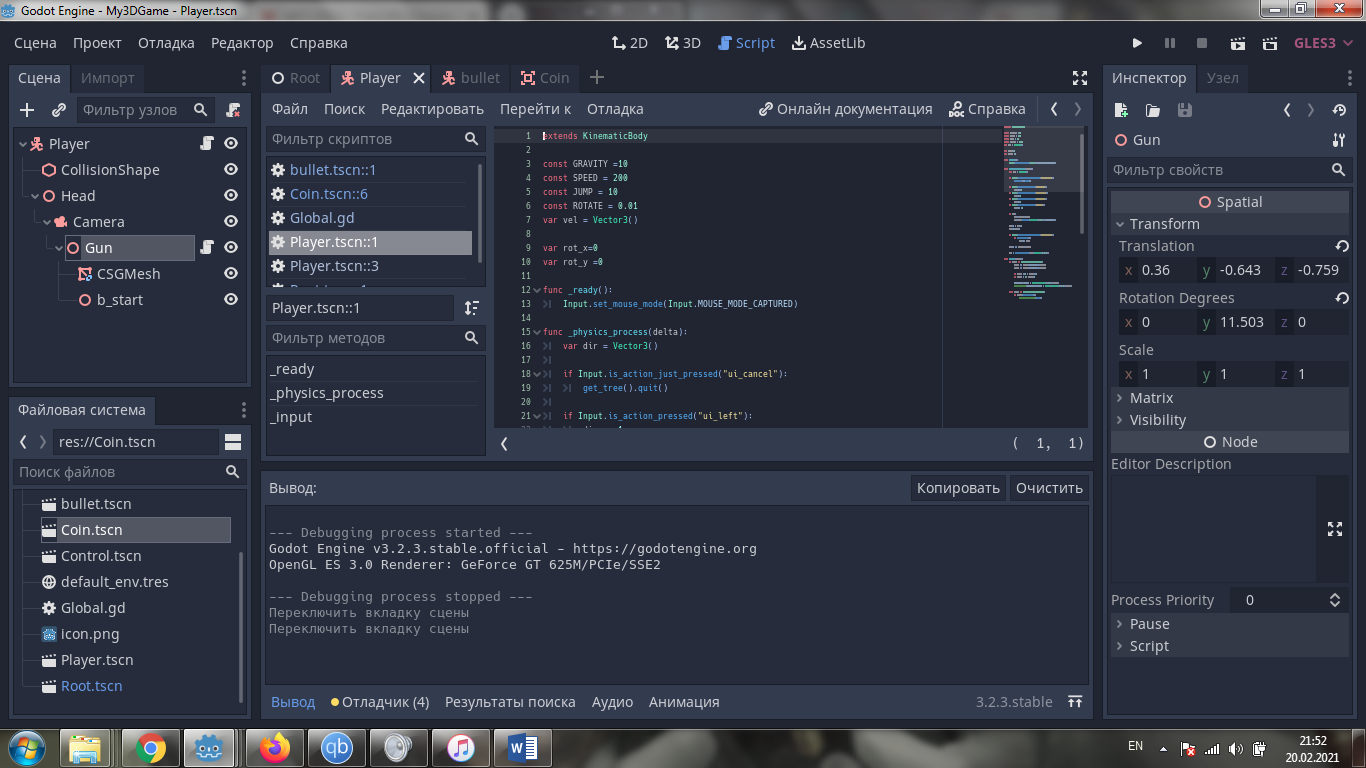 Godot Engine - My3DGame - Player.tscn
Сцена Проект Отладка Редактор Справка 2D 3D Script AssetLib GLES3
Сцена Импорт
Фильтр узлов
Player
CollisionShape
Head
Camera
Gun
CSGMesh
b_start
Файловая система
res://Coin.tscn
Поиск файлов
bullet.tscn
Coin.tscn
Control.tscn
default_env.tres
Global.gd
icon.png
Player.tscn
Root.tscn
Root Player bullet Coin
Файл Поиск Редактировать Перейти к Отладка Онлайн документация DOC Справка
Фильтр скриптов
bullet.tscn::1
Coin.tscn::6
Global.gd
Player.tscn::1
Player.tscn::3
Player.tscn::1
Фильтр методов
_ready
_physics_process
_input
1 extends KinematicBody
2
3 const GRAVITY =10
4 const SPEED = 200
5 const JUMP = 10
6 const ROTATE = 0.01
7 var vel = Vector3()
8
9 var rot_x=0
10 var rot_y =0
11
12 func _ready():
13 Input.set_mouse_mode(Input.MOUSE_MODE_CAPTURED)
14
15 func _physics_process(delta):
16 var dir = Vector3()
17
18 if Input.is_action_just_pressed("ui_cancel"):
19 get_tree().quit()
20
21 if Input.is_action_pressed("ui_left"):
( 1, 1)
Вывод: Копировать Очистить
--- Debugging process started ---
Godot Engine v3.2.3.stable.official - https://godotengine.org
OpenGL ES 3.0 Renderer: GeForce GT 625M/PCIe/SSE2
--- Debugging process stopped ---
Переключить вкладку сцены
Переключить вкладку сцены
Вывод Отладчик (4) Результаты поиска Аудио Анимация 3.2.3.stable
Инспектор Узел
Gun
Фильтр свойств
Spatial
Transform
Translation
x 0.36 y -0.643 z -0.759
Rotation Degrees
x 0 y 11.503 z 0
Scale
x 1 y 1 z 1
Matrix
Visibility
Node
Editor Description
Process Priority 0
Pause
Script
qb W EN 21:52
20.02.2021